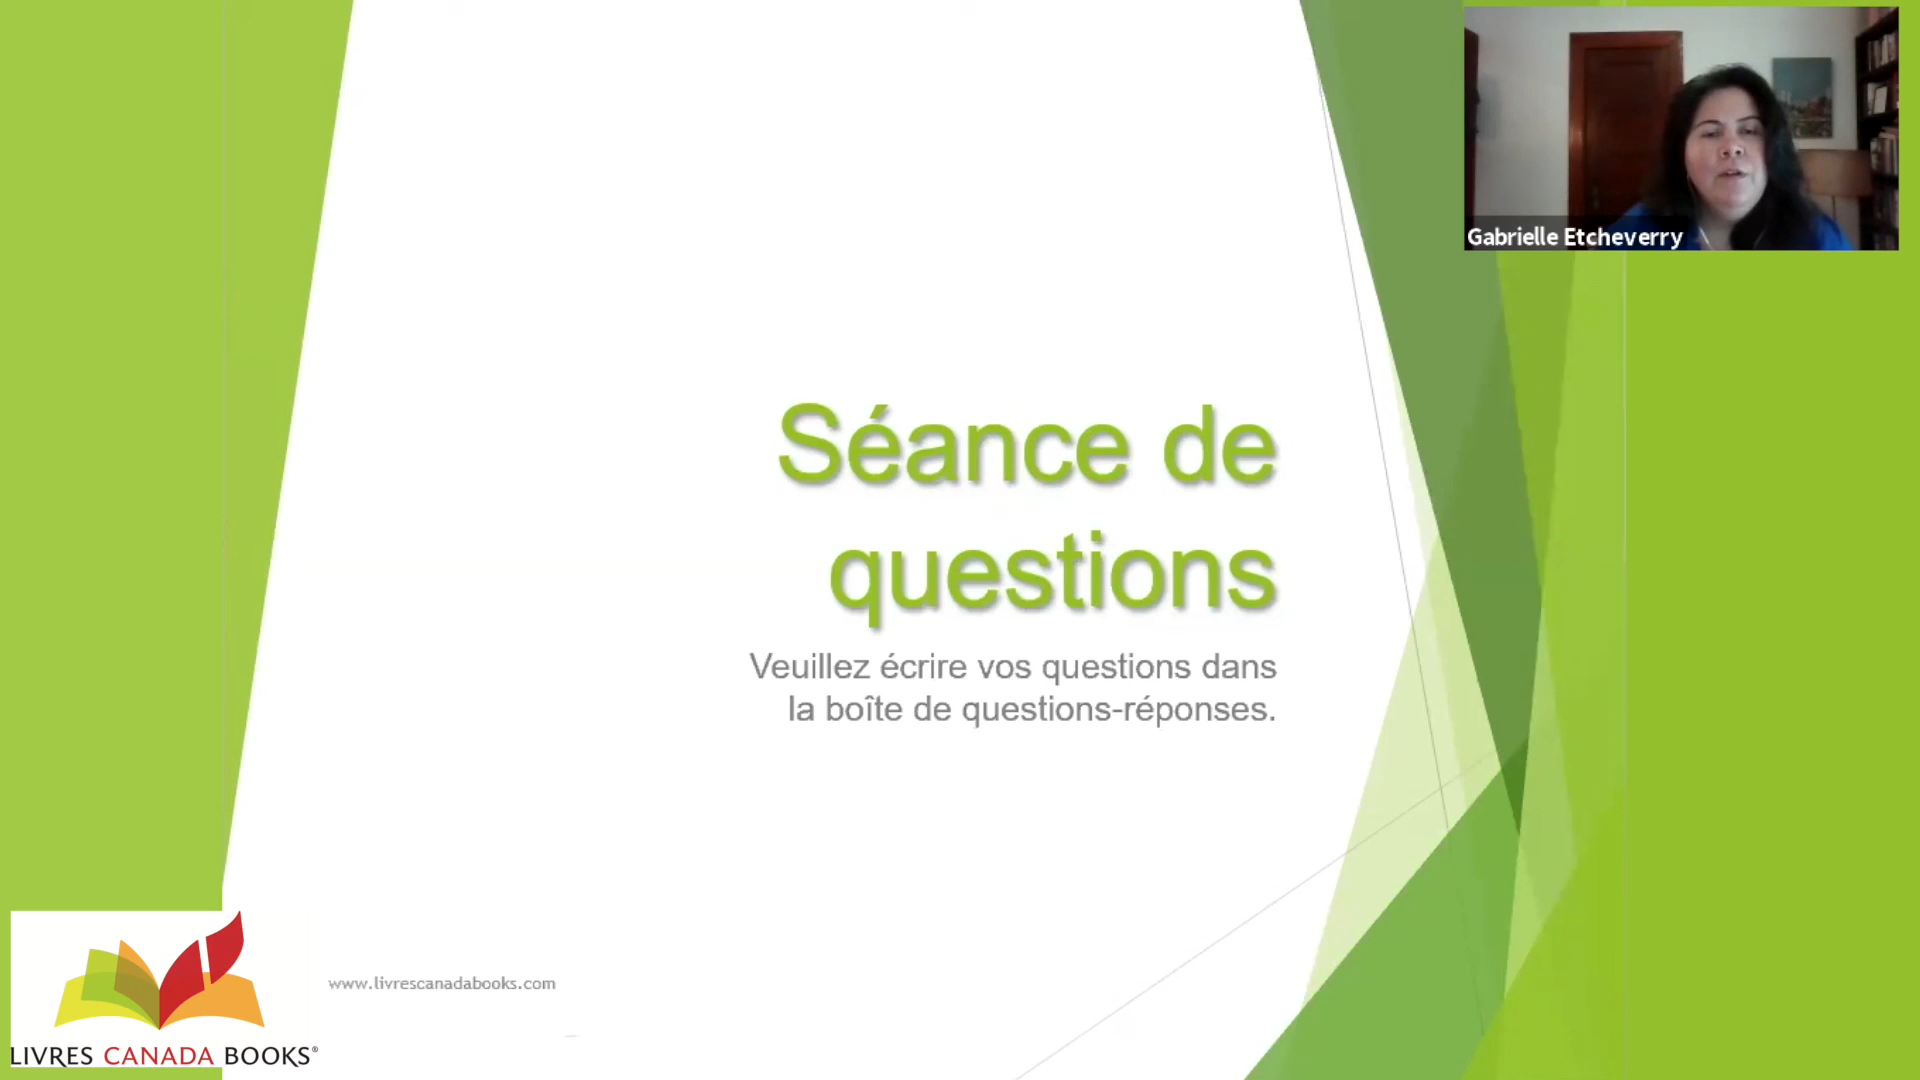 Gabrielle Etcheverry
Séance de
questions
Veuillez écrire vos questions dans
la boîte de questions-réponses.
www.livrescanadabooks.com
LIVRES CANADA BOOKS®